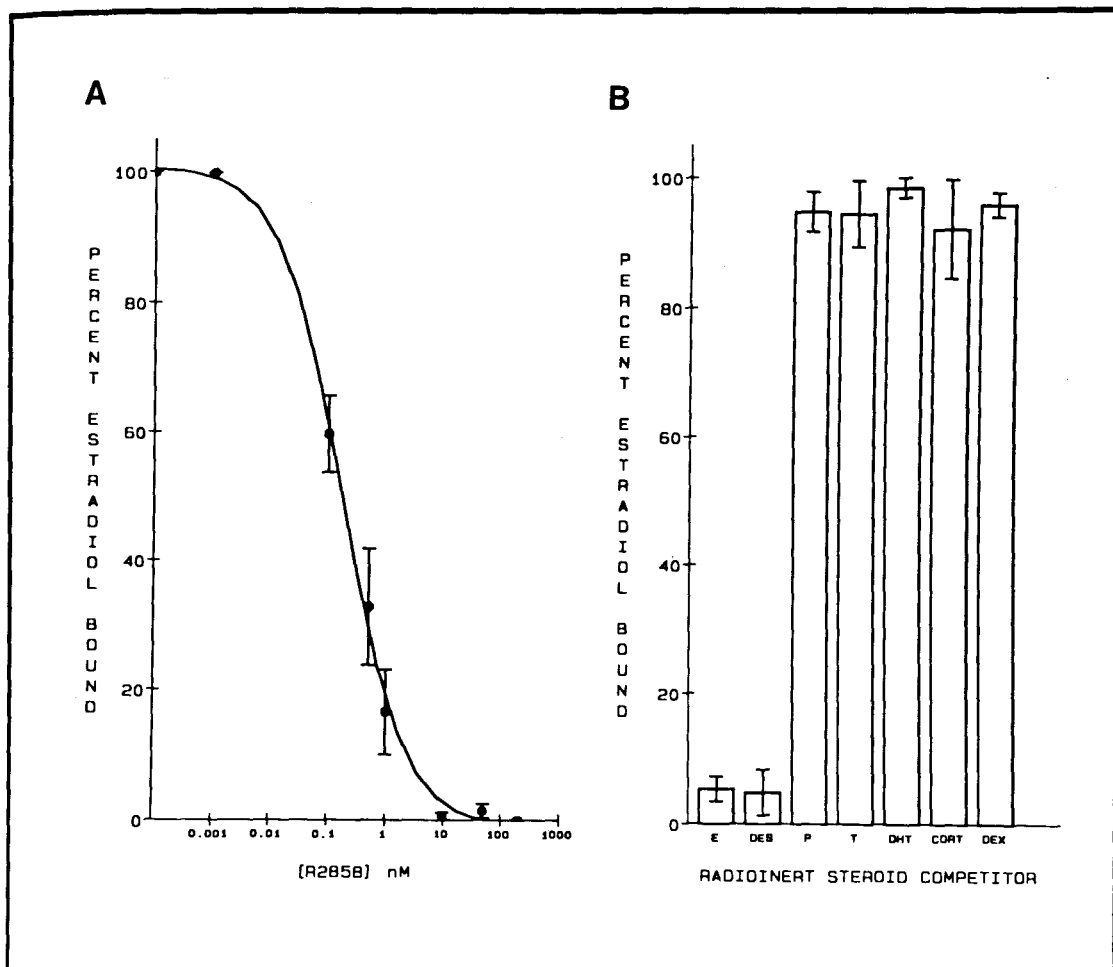 A
PERCENT ESTRADIOL BOUND
100
80
60
40
20
0
0.001 0.01 0.1 1 10 100 1000
[R2858] nM
B
PERCENT ESTRADIOL BOUND
100
80
60
40
20
0
E DES P T DHT CORT DEX
RADIOINERT STEROID COMPETITOR